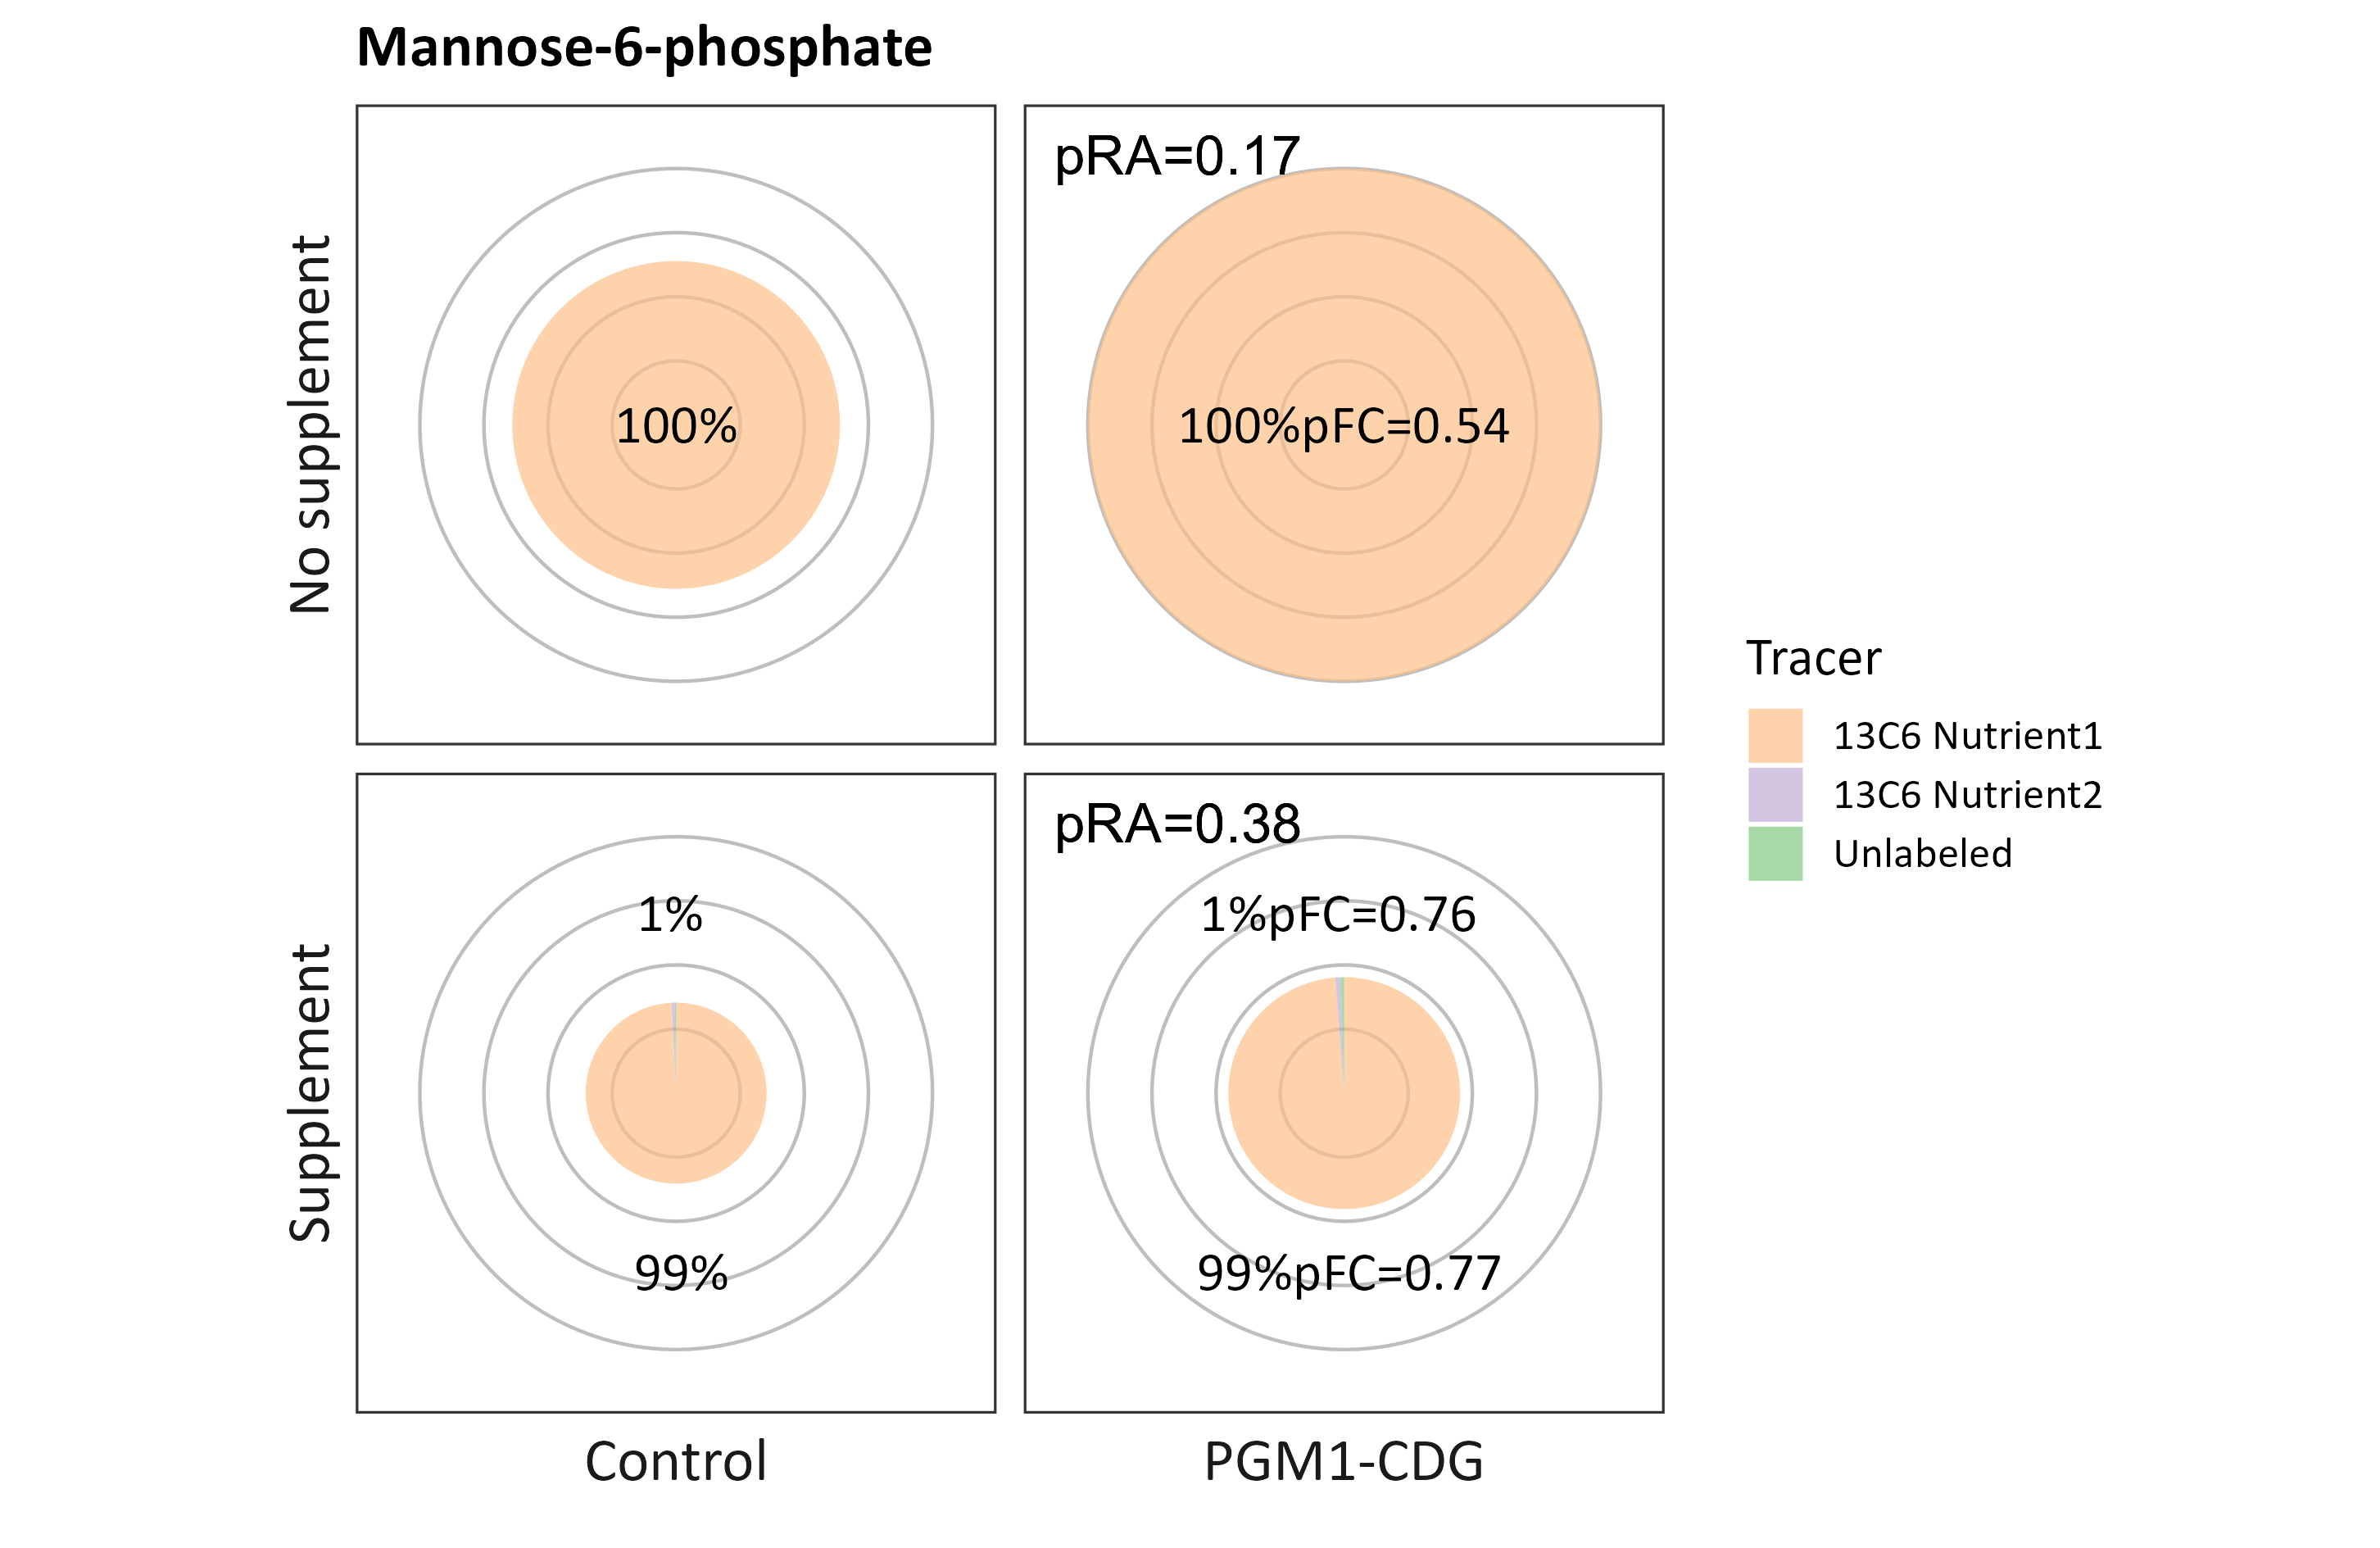 Mannose-6-phosphate
No supplement
100%
pRA=0.17
100%pFC=0.54
Supplement
1%
99%
pRA=0.38
1%pFC=0.76
99%pFC=0.77
Control
PGM1-CDG
Tracer
13C6 Nutrient1
13C6 Nutrient2
Unlabeled